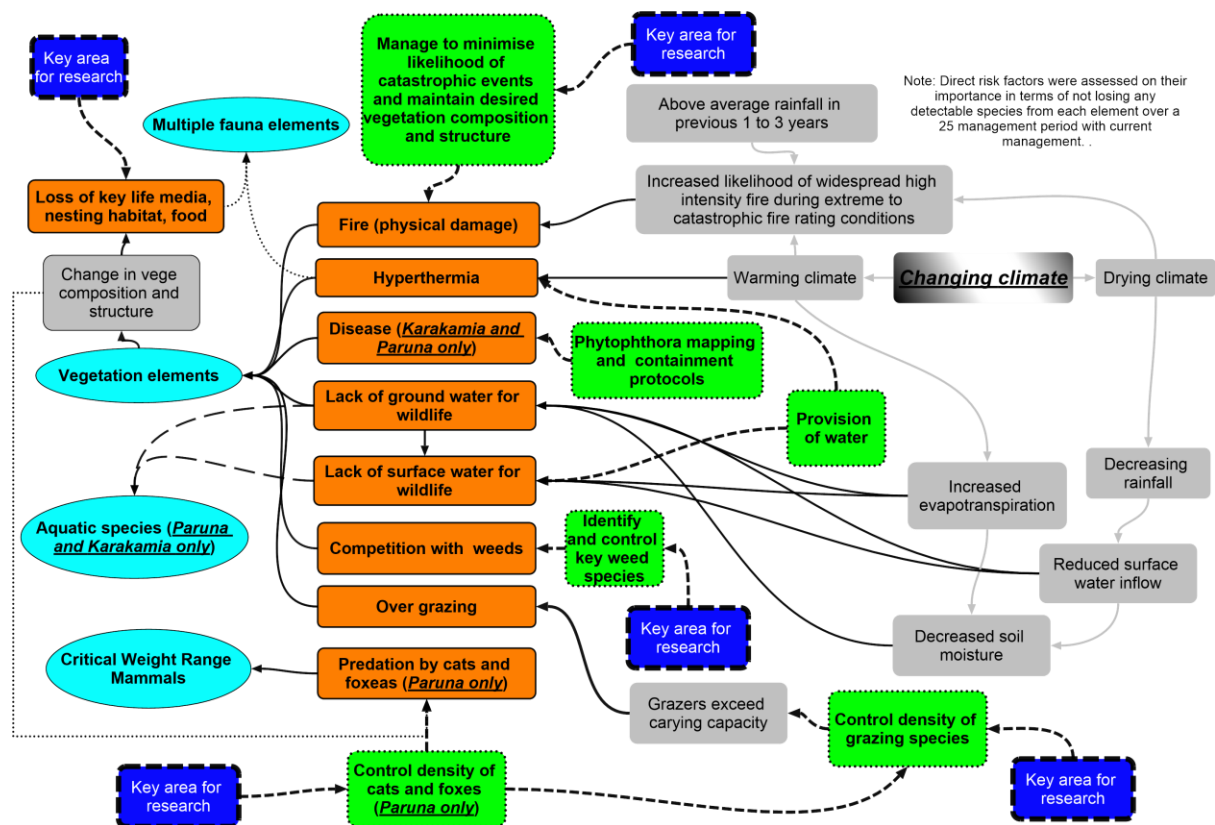 Key area
for research
Manage to minimise
likelihood of
catastrophic events
and maintain desired
vegetation composition
and structure
Key area
for research
Note: Direct risk factors were assessed on their
importance in terms of not losing any
detectable species from each element over a
25 management period with current
management. .
Multiple fauna elements
Above average rainfall in
previous 1 to 3 years
Loss of key life media,
nesting habitat, food
Increased likelihood of widespread high
intensity fire during extreme to
catastrophic fire rating conditions
Fire (physical damage)
Change in vege
composition and
structure
Hyperthermia
Warming climate
Changing climate
Drying climate
Disease (Karakamia and
Paruna only)
Phytophthora mapping
and containment
protocols
Vegetation elements
Lack of ground water for
wildlife
Provision
of water
Lack of surface water for
wildlife
Increased
evapotranspiration
Decreasing
rainfall
Aquatic species (Paruna
and Karakamia only)
Competition with weeds
Identify
and control
key weed
species
Reduced surface
water inflow
Over grazing
Key area for
research
Decreased soil
moisture
Critical Weight Range
Mammals
Predation by cats and
foxeas (Paruna only)
Grazers exceed
carying capacity
Control density of
grazing species
Key area for
research
Control density of
cats and foxes
(Paruna only)
Key area for
research